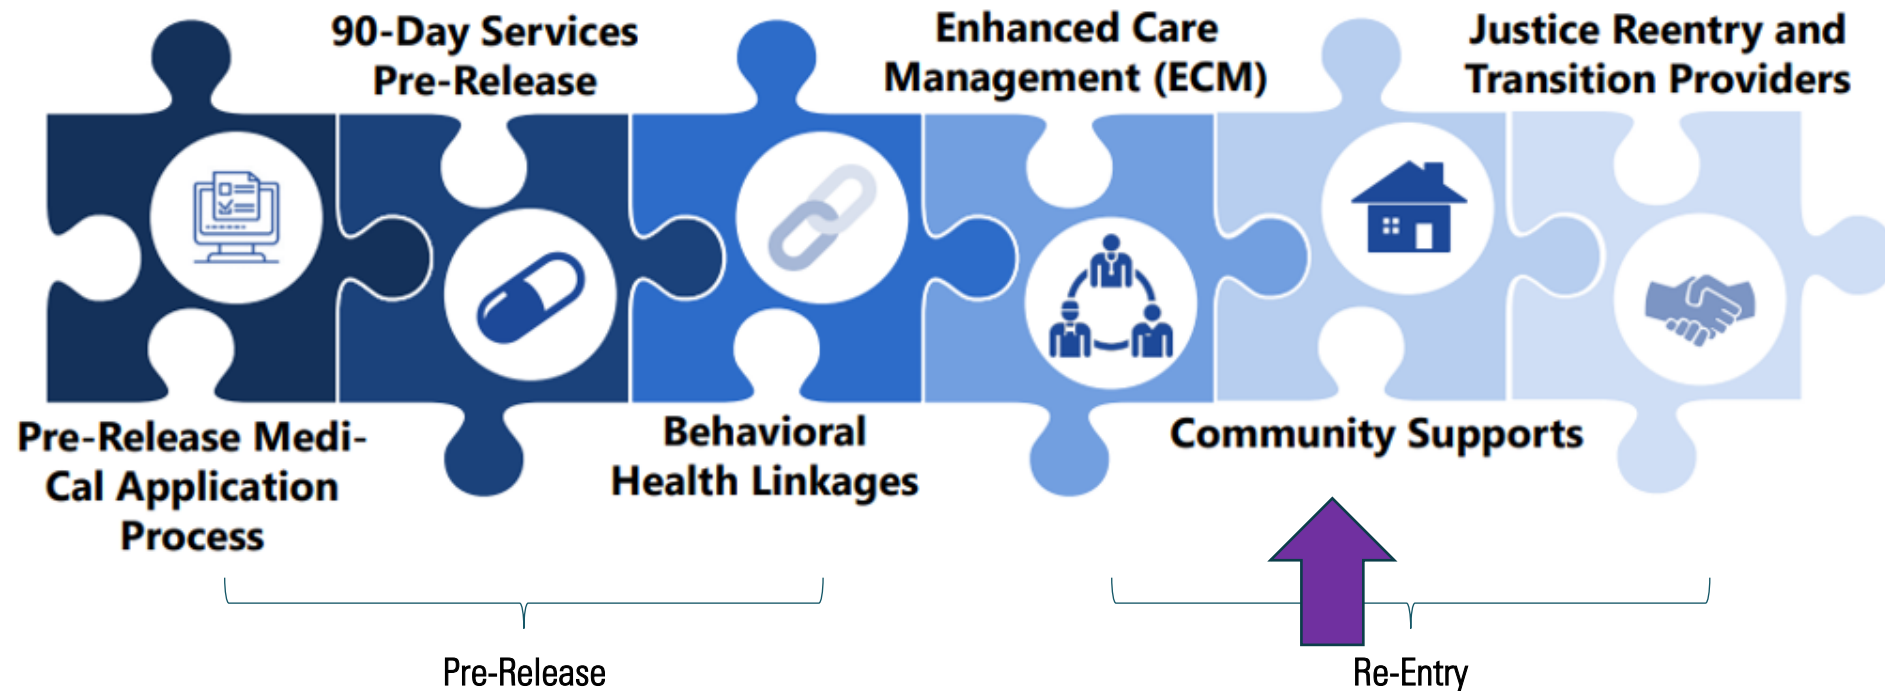 90-Day Services
Pre-Release
Enhanced Care
Management (ECM)
Justice Reentry and
Transition Providers
Pre-Release Medi-
Cal Application
Process
Behavioral
Health Linkages
Community Supports
Pre-Release
Re-Entry